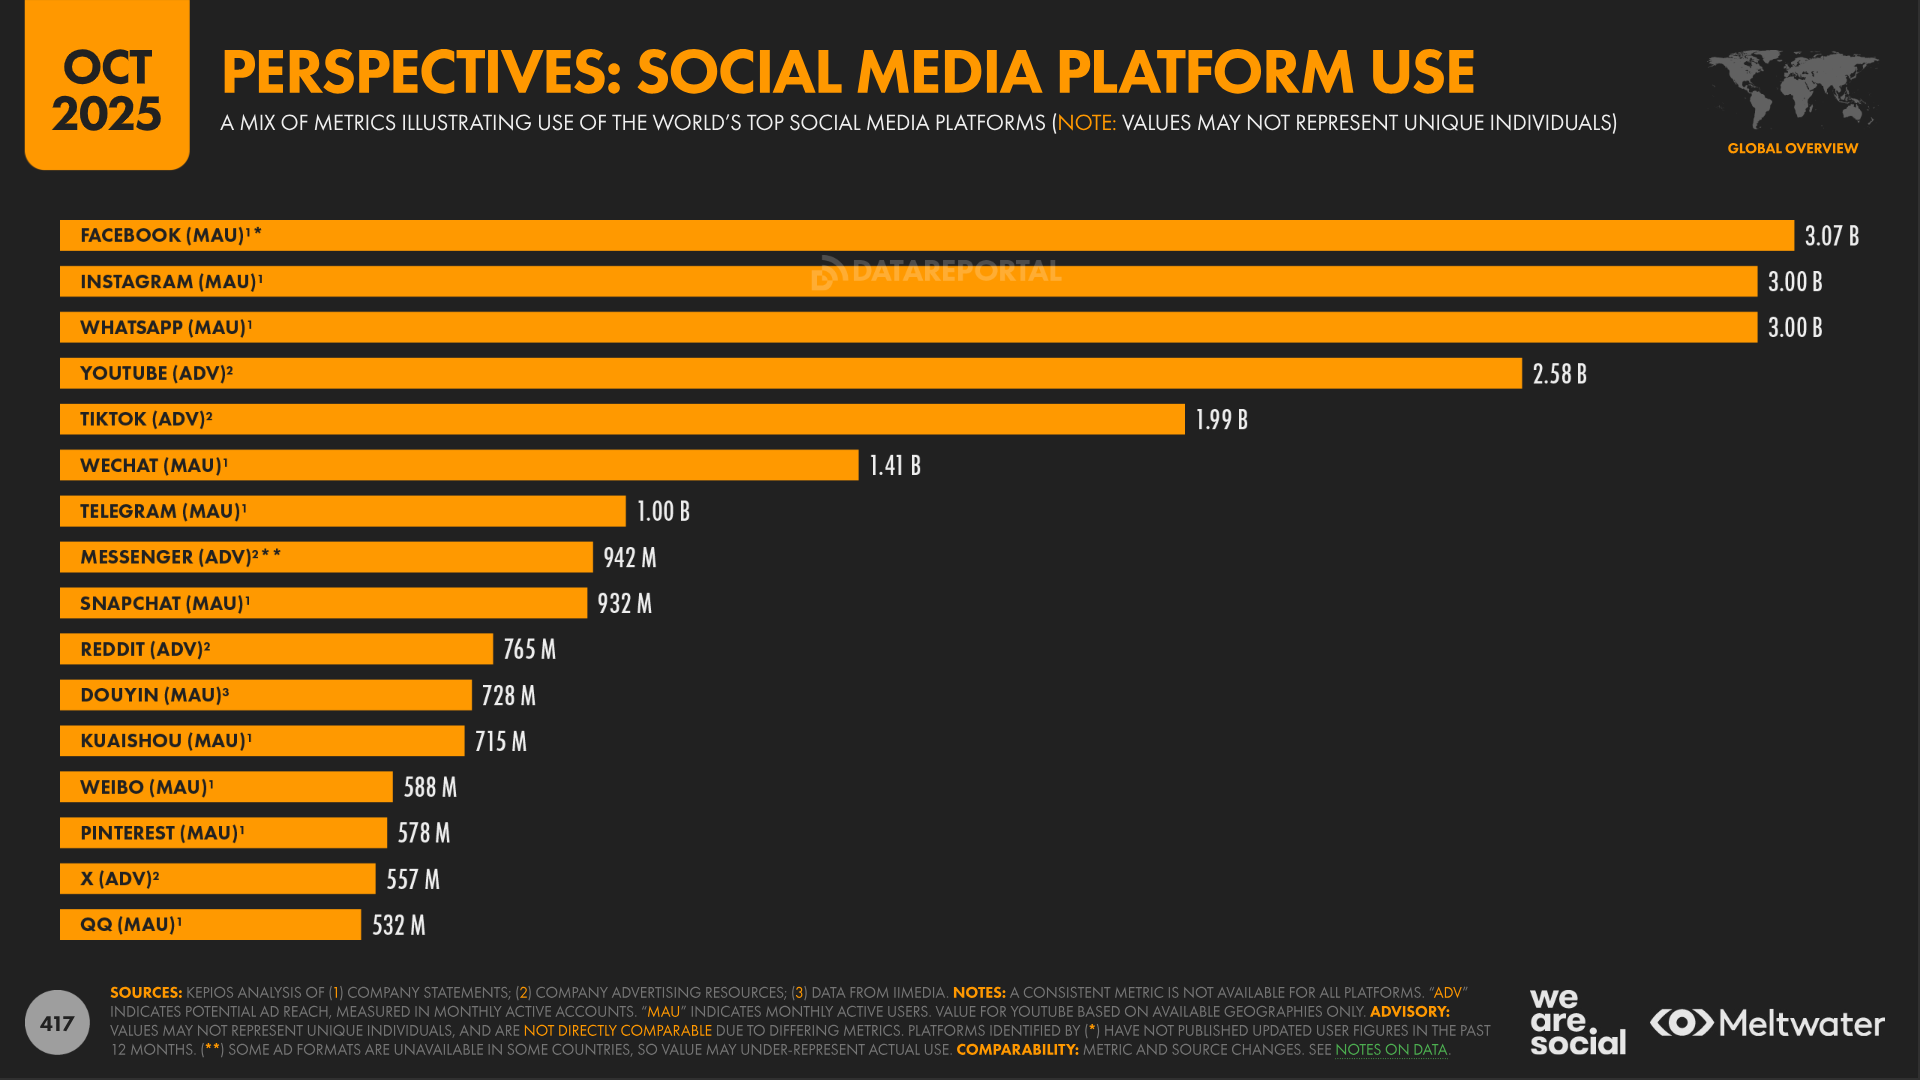 OCT
2025
PERSPECTIVES: SOCIAL MEDIA PLATFORM USE
A MIX OF METRICS ILLUSTRATING USE OF THE WORLD’S TOP SOCIAL MEDIA PLATFORMS (NOTE: VALUES MAY NOT REPRESENT UNIQUE INDIVIDUALS)
GLOBAL OVERVIEW
FACEBOOK (MAU)¹* 3.07 B
DATAREPORTAL
INSTAGRAM (MAU)¹ 3.00 B
WHATSAPP (MAU)¹ 3.00 B
YOUTUBE (ADV)² 2.58 B
TIKTOK (ADV)² 1.99 B
WECHAT (MAU)¹ 1.41 B
TELEGRAM (MAU)¹ 1.00 B
MESSENGER (ADV)²** 942 M
SNAPCHAT (MAU)¹ 932 M
REDDIT (ADV)² 765 M
DOUYIN (MAU)³ 728 M
KUAISHOU (MAU)¹ 715 M
WEIBO (MAU)¹ 588 M
PINTEREST (MAU)¹ 578 M
X (ADV)² 557 M
QQ (MAU)¹ 532 M
417
SOURCES: KEPIOS ANALYSIS OF (1) COMPANY STATEMENTS; (2) COMPANY ADVERTISING RESOURCES; (3) DATA FROM IIMEDIA. NOTES: A CONSISTENT METRIC IS NOT AVAILABLE FOR ALL PLATFORMS. “ADV”
INDICATES POTENTIAL AD REACH, MEASURED IN MONTHLY ACTIVE ACCOUNTS. “MAU” INDICATES MONTHLY ACTIVE USERS. VALUE FOR YOUTUBE BASED ON AVAILABLE GEOGRAPHIES ONLY. ADVISORY:
VALUES MAY NOT REPRESENT UNIQUE INDIVIDUALS, AND ARE NOT DIRECTLY COMPARABLE DUE TO DIFFERING METRICS. PLATFORMS IDENTIFIED BY (*) HAVE NOT PUBLISHED UPDATED USER FIGURES IN THE PAST
12 MONTHS. (**) SOME AD FORMATS ARE UNAVAILABLE IN SOME COUNTRIES, SO VALUE MAY UNDER-REPRESENT ACTUAL USE. COMPARABILITY: METRIC AND SOURCE CHANGES. SEE NOTES ON DATA.
we
are.
social
Meltwater